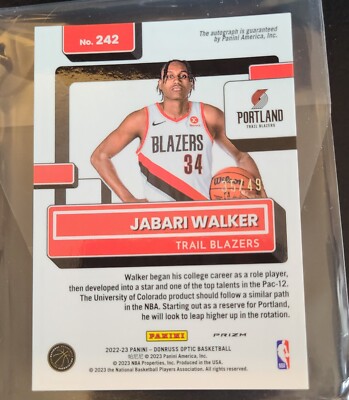 No. 242
The autograph is guaranteed
by Panini America, Inc.
PORTLAND
TRAIL BLAZERS
BLAZERS
34
Wilson
JABARI WALKER
TRAIL BLAZERS
Walker began his college career as a role player,
then developed into a star and one of the top talents in the Pac-12.
The University of Colorado product should follow a similar path
in the NBA. Starting out as a reserve for Portland,
he will look to leap higher up in the rotation.
PANINI
PRIZM
2022-23 PANINI – DONRUSS OPTIC BASKETBALL
© 2023 Panini America, Inc.
© 2023 NBA Properties, Inc. Produced in the USA.
© 2023 the National Basketball Players Association. All rights reserved.